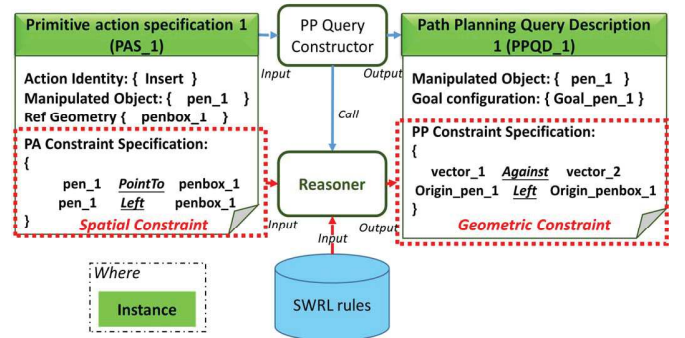 Primitive action specification 1
(PAS_1)
Action Identity: { Insert }
Manipulated Object: { pen_1 }
Ref Geometry { penbox_1 }
PA Constraint Specification:
{
pen_1 PointTo penbox_1
pen_1 Left penbox_1
}
Spatial Constraint
Input
PP Query
Constructor
Output
Call
Reasoner
Input
Input
Output
SWRL rules
Path Planning Query Description
1 (PPQD_1)
Manipulated Object: { pen_1 }
Goal configuration: { Goal_pen_1 }
PP Constraint Specification:
{
vector_1 Against vector_2
Origin_pen_1 Left Origin_penbox_1
}
Geometric Constraint
Where
Instance